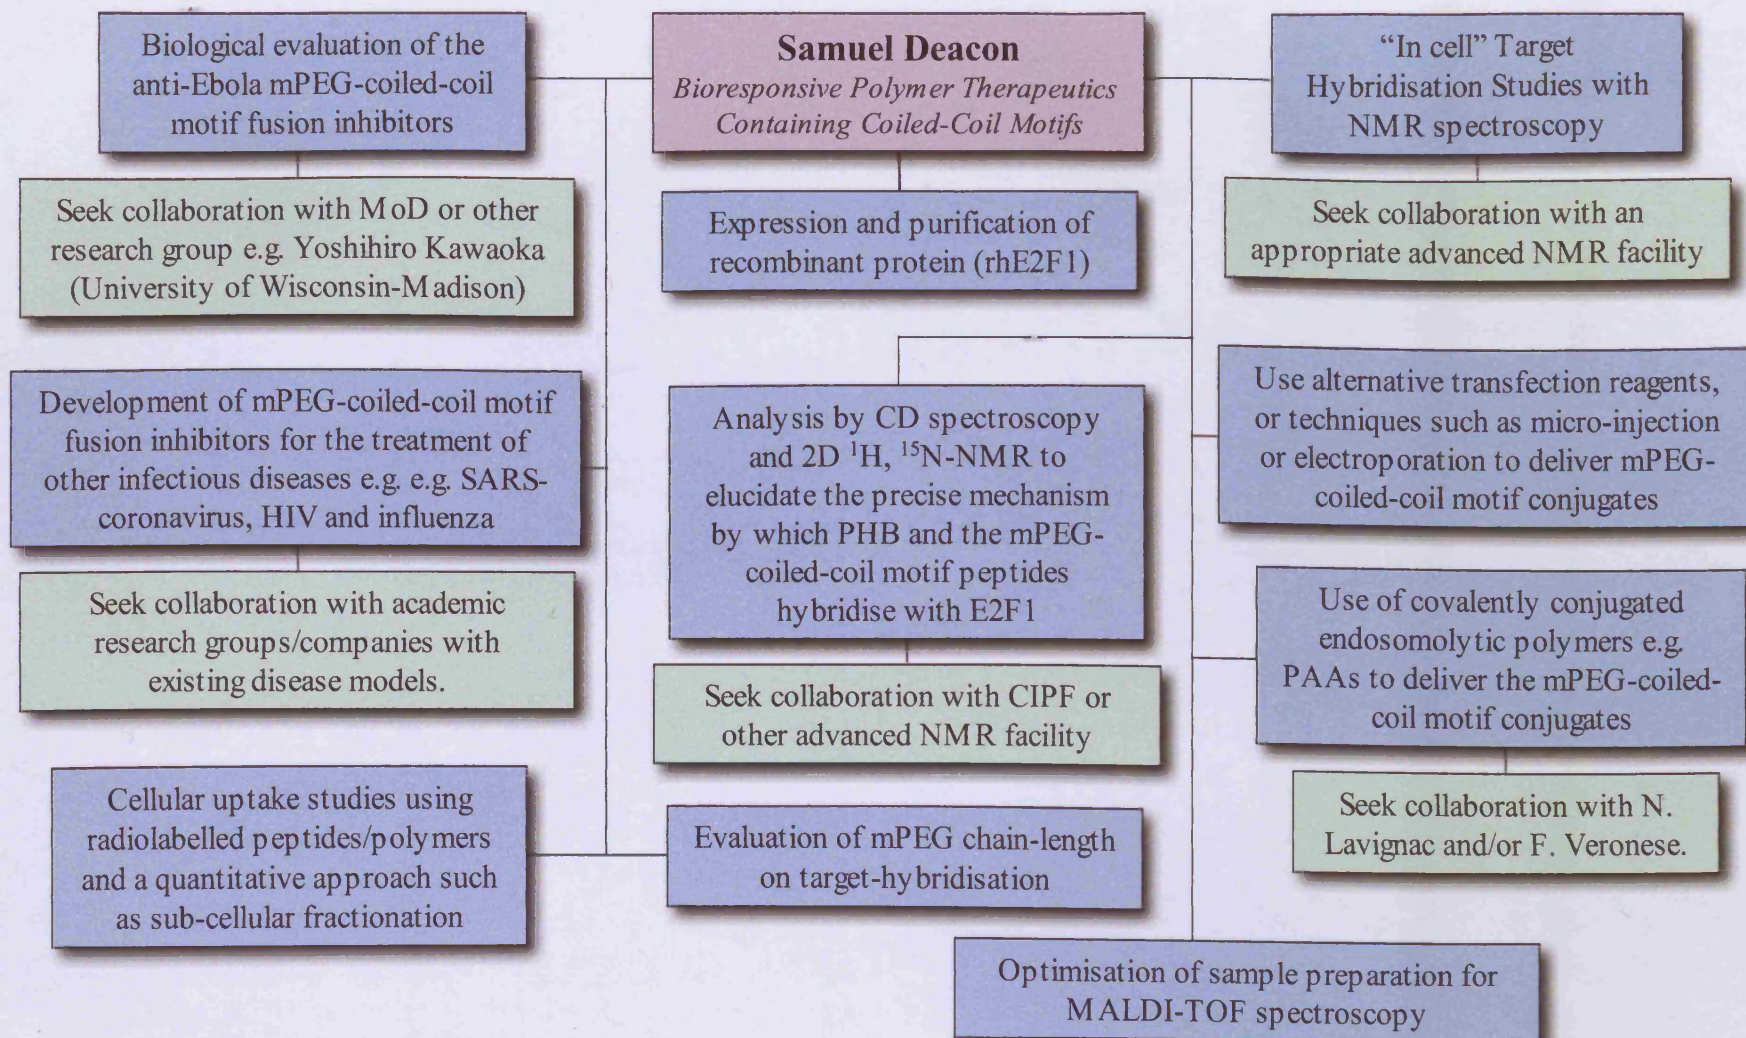 Biological evaluation of the
anti-Ebola mPEG-coiled-coil
motif fusion inhibitors
Samuel Deacon
Bioresponsive Polymer Therapeutics
Containing Coiled-Coil Motifs
“In cell” Target
Hybridisation Studies with
NMR spectroscopy
Seek collaboration with MoD or other
research group e.g. Yoshihiro Kawaoka
(University of Wisconsin-Madison)
Expression and purification of
recombinant protein (rhE2F1)
Seek collaboration with an
appropriate advanced NMR facility
Development of mPEG-coiled-coil motif
fusion inhibitors for the treatment of
other infectious diseases e.g. e.g. SARS-
coronavirus, HIV and influenza
Analysis by CD spectroscopy
and 2D ¹H, ¹⁵N-NMR to
elucidate the precise mechanism
by which PHB and the mPEG-
coiled-coil motif peptides
hybridise with E2F1
Use alternative transfection reagents,
or techniques such as micro-injection
or electroporation to deliver mPEG-
coiled-coil motif conjugates
Seek collaboration with academic
research groups/companies with
existing disease models.
Seek collaboration with CIPF or
other advanced NMR facility
Use of covalently conjugated
endosomolytic polymers e.g.
PAAs to deliver the mPEG-coiled-
coil motif conjugates
Cellular uptake studies using
radiolabelled peptides/polymers
and a quantitative approach such
as sub-cellular fractionation
Evaluation of mPEG chain-length
on target-hybridisation
Seek collaboration with N.
Lavignac and/or F. Veronese.
Optimisation of sample preparation for
MALDI-TOF spectroscopy